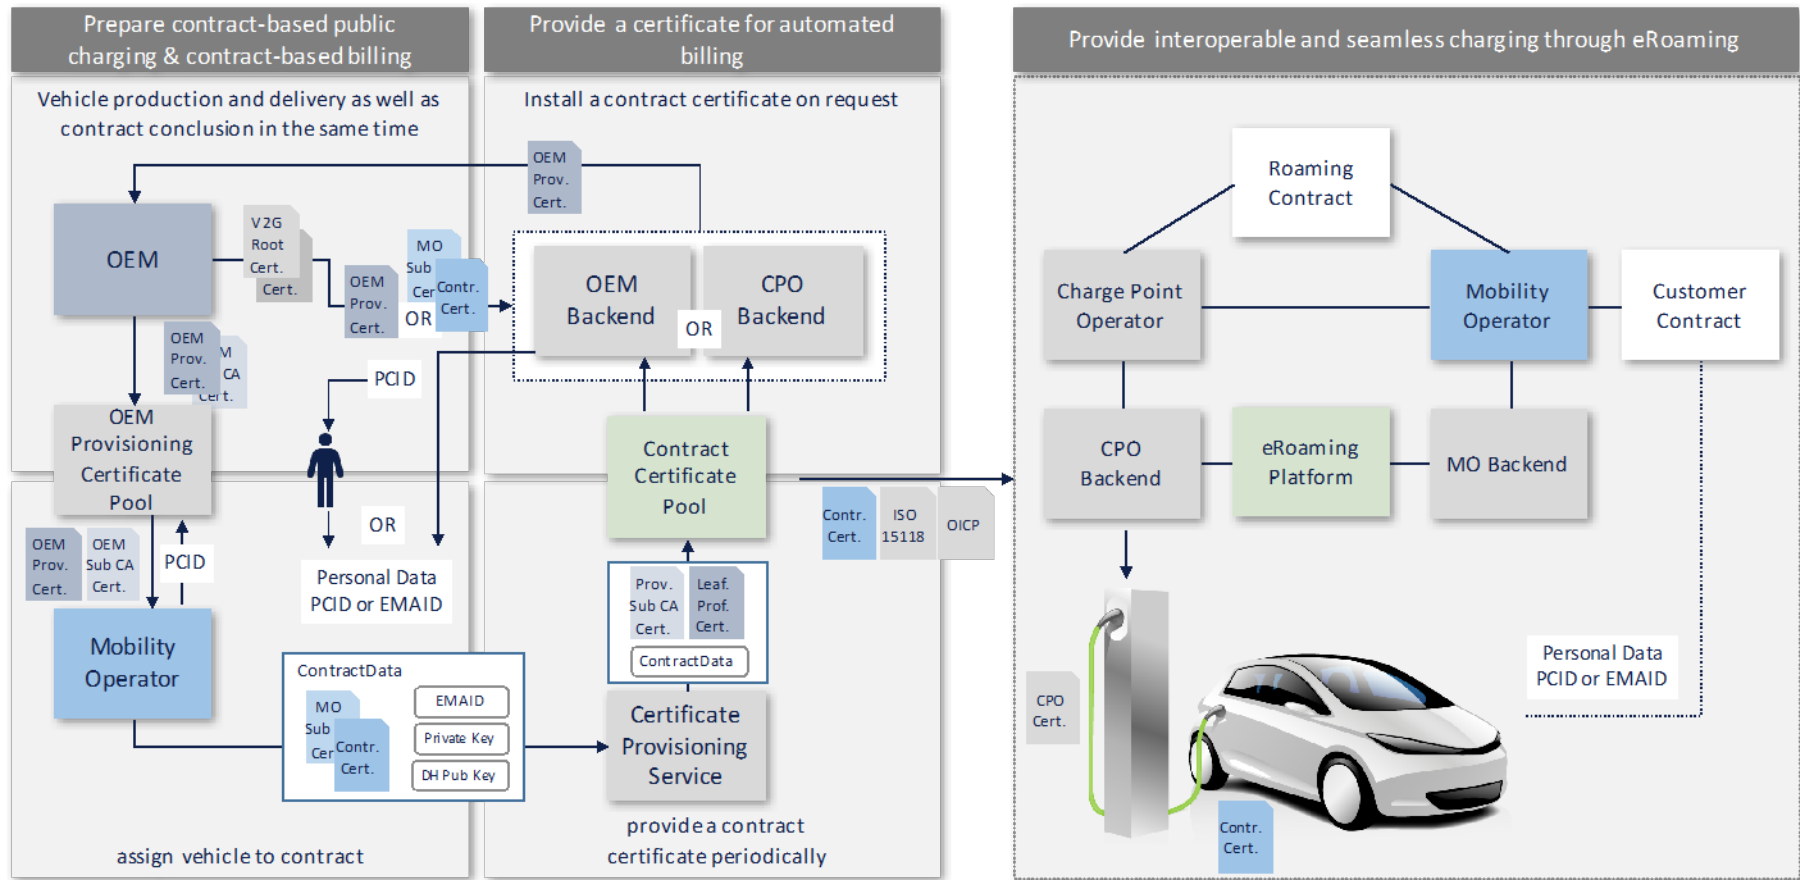 Prepare contract-based public
charging & contract-based billing
Provide a certificate for automated
billing
Provide interoperable and seamless charging through eRoaming
Vehicle production and delivery as well as
contract conclusion in the same time
Install a contract certificate on request
OEM
Prov.
Cert.
OEM
V2G
Root
Cert.
Cert.
OEM
Prov.
Cert.
OR
MO
Sub
Cer
Contr.
Cert.
OEM
Backend
OR
CPO
Backend
OEM
Prov.
Cert.
M
CA
Cert.
PCID
OEM
Provisioning
Certificate
Pool
Contract
Certificate
Pool
OR
OEM
Prov.
Cert.
OEM
Sub CA
Cert.
PCID
Personal Data
PCID or EMAID
Mobility
Operator
ContractData
MO
Sub
Cer
Contr.
Cert.
EMAID
Private Key
DH Pub Key
Prov.
Sub CA
Cert.
Leaf.
Prof.
Cert.
ContractData
Certificate
Provisioning
Service
assign vehicle to contract
provide a contract
certificate periodically
Contr.
Cert.
ISO
15118
OICP
Roaming
Contract
Charge Point
Operator
Mobility
Operator
Customer
Contract
CPO
Backend
eRoaming
Platform
MO Backend
CPO
Cert.
Personal Data
PCID or EMAID
Contr.
Cert.